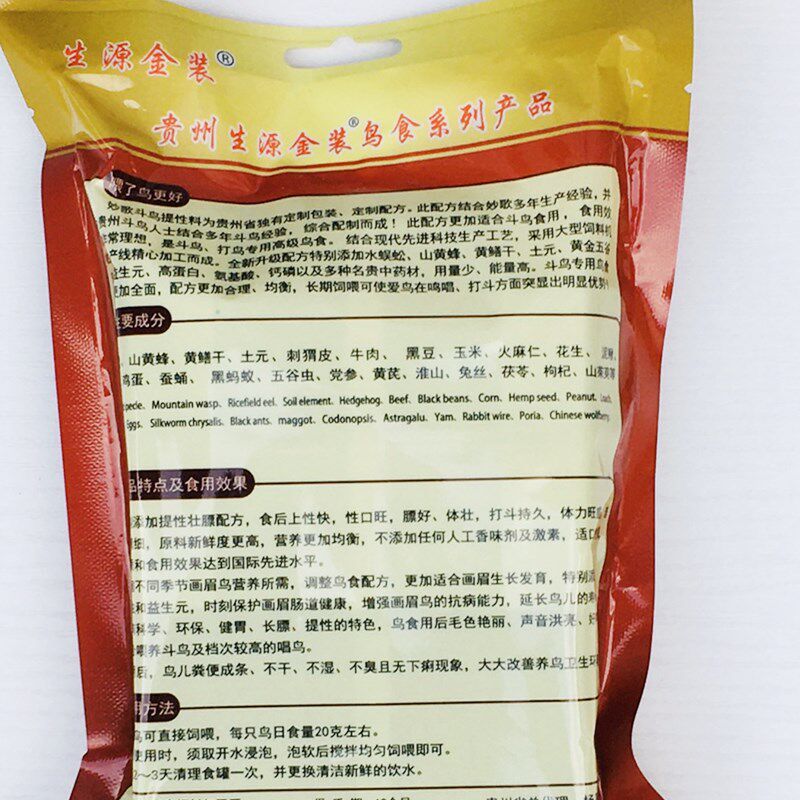 生源金装®
贵州生源金装®鸟食系列产品
喂了鸟更好
妙歌斗鸟提性料为贵州省独有定制包装、定制配方。此配方结合妙歌多年生产经验，并
贵州斗鸟人士结合多年斗鸟经验，综合配制而成！此配方更加适合斗鸟食用，食用效
非常理想，是斗鸟、打鸟专用高级鸟食。结合现代先进科技生产工艺，采用大型饲料
产线精心加工而成。全新升级配方特别添加水蜈蚣、山黄蜂、黄鳝干、土元、黄金五谷
益生元、高蛋白、氨基酸、钙磷以及多种名贵中药材，用量少、能量高。斗鸟专用鸟食
更加全面，配方更加合理、均衡，长期饲喂可使爱鸟在鸣唱、打斗方面突显出明显优
主要成分
、山黄蜂、黄鳝干、土元、刺猬皮、牛肉、黑豆、玉米、火麻仁、花生、泥鳅、
鸡蛋、蚕蛹、黑蚂蚁、五谷虫、党参、黄芪、淮山、兔丝、茯苓、枸杞、山茱萸等
Mountain wasp、Ricefield eel、Soil element、Hedgehog、Beef、Black beans、Corn、Hemp seed、Peanut、Loach、
Eggs、Silkworm chrysalis、Black ants、maggot、Codonopsis、Astragalu、Yam、Rabbit wire、Poria、Chinese wolfberry
品特点及食用效果
添加提性壮膘配方，食后上性快，性口旺，膘好、体壮，打斗持久，体力旺
细，原料新鲜度更高，营养更加均衡，不添加任何人工香味剂及激素，适口
和食用效果达到国际先进水平。
不同季节画眉鸟营养所需，调整鸟食配方，更加适合画眉生长发育，特别添
和益生元，时刻保护画眉肠道健康，增强画眉鸟的抗病能力，延长鸟儿的寿
科学、环保、健胃、长膘、提性的特色，鸟食用后毛色艳丽、声音洪亮、好
喂养斗鸟及档次较高的唱鸟。
后，鸟儿粪便成条、不干、不湿、不臭且无下痢现象，大大改善养鸟卫生环
用方法
鸟可直接饲喂，每只鸟日食量20克左右。
使用时，须取开水浸泡，泡软后搅拌均匀饲喂即可。
2～3天清理食罐一次，并更换清洁新鲜的饮水。